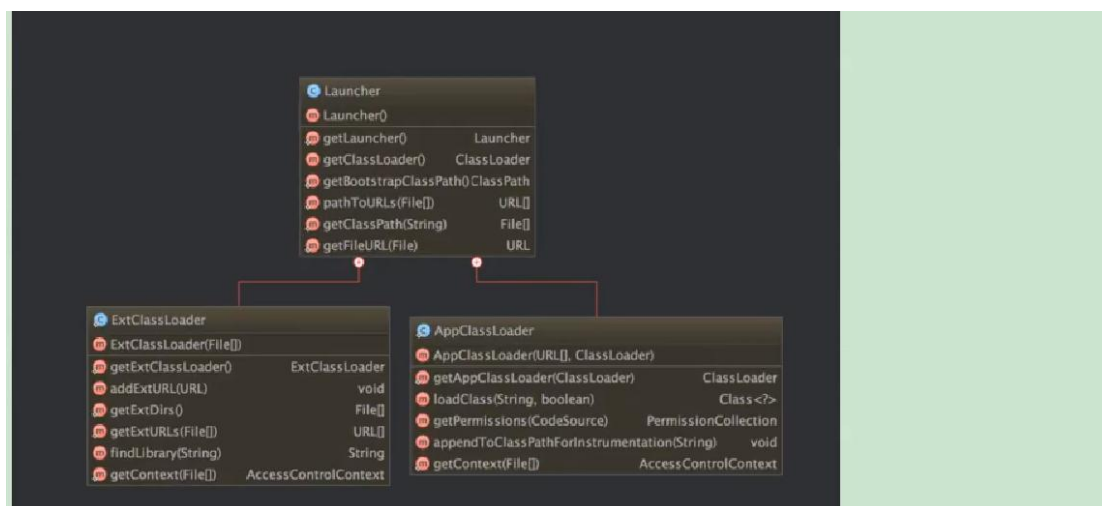 Launcher
Launcher()
getLauncher() Launcher
getClassLoader() ClassLoader
getBootstrapClassPath() ClassPath
pathToURLs(File[]) URL[]
getClassPath(String) File[]
getFileURL(File) URL
ExtClassLoader
ExtClassLoader(File[])
getExtClassLoader() ExtClassLoader
addExtURL(URL) void
getExtDirs() File[]
getExtURLs(File[]) URL[]
findLibrary(String) String
getContext(File[]) AccessControlContext
AppClassLoader
AppClassLoader(URL[], ClassLoader)
getAppClassLoader(ClassLoader) ClassLoader
loadClass(String, boolean) Class<?>
getPermissions(CodeSource) PermissionCollection
appendToClassPathForInstrumentation(String) void
getContext(File[]) AccessControlContext